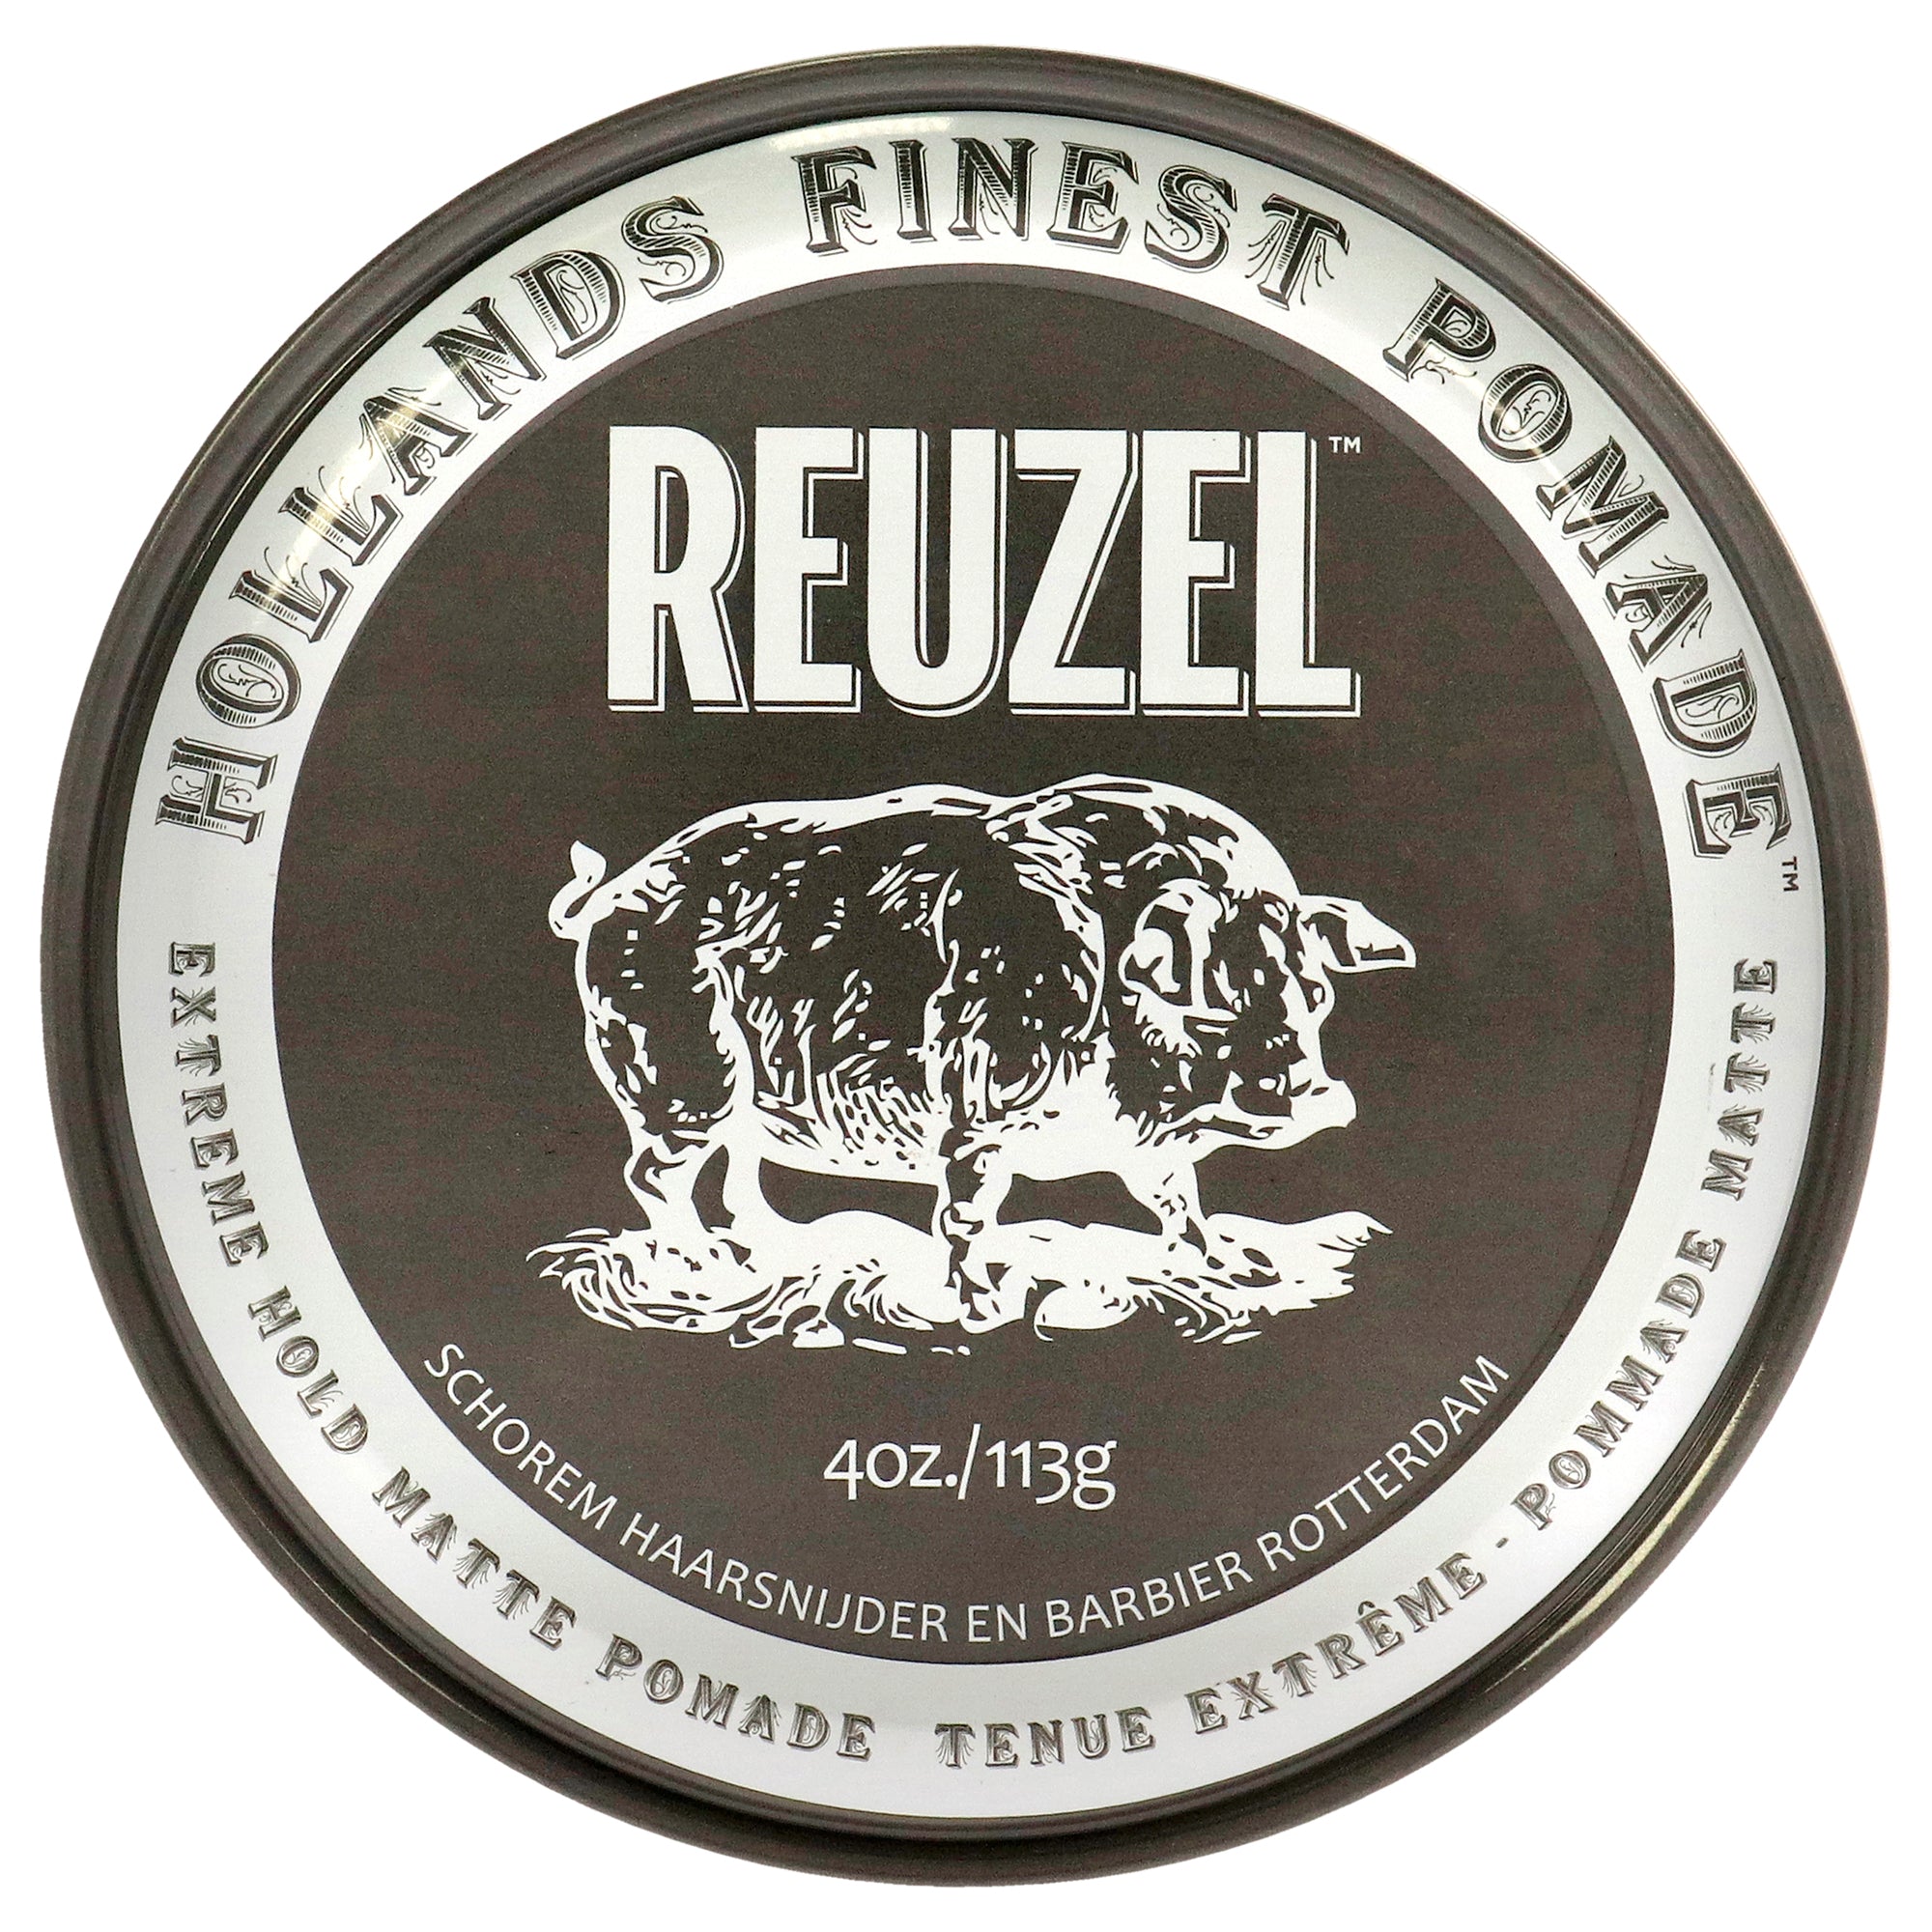 HOLLANDS FINEST POMADE™
REUZEL™
4oz./113g
SCHOREM HAARSNIJDER EN BARBIER ROTTERDAM
EXTREME HOLD MATTE POMADE
TENUE EXTRÊME - POMMADE MATTE